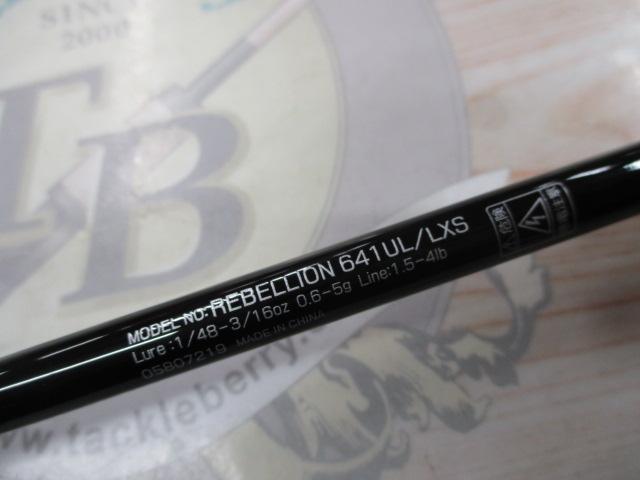 SINCE
2000
TB
MODEL NO:REBELLION 641UL/LXS
Lure:1/48-3/16oz 0.6-5g Line:1.5-4lb
05807219 MADE IN CHINA
www.tackleberry.